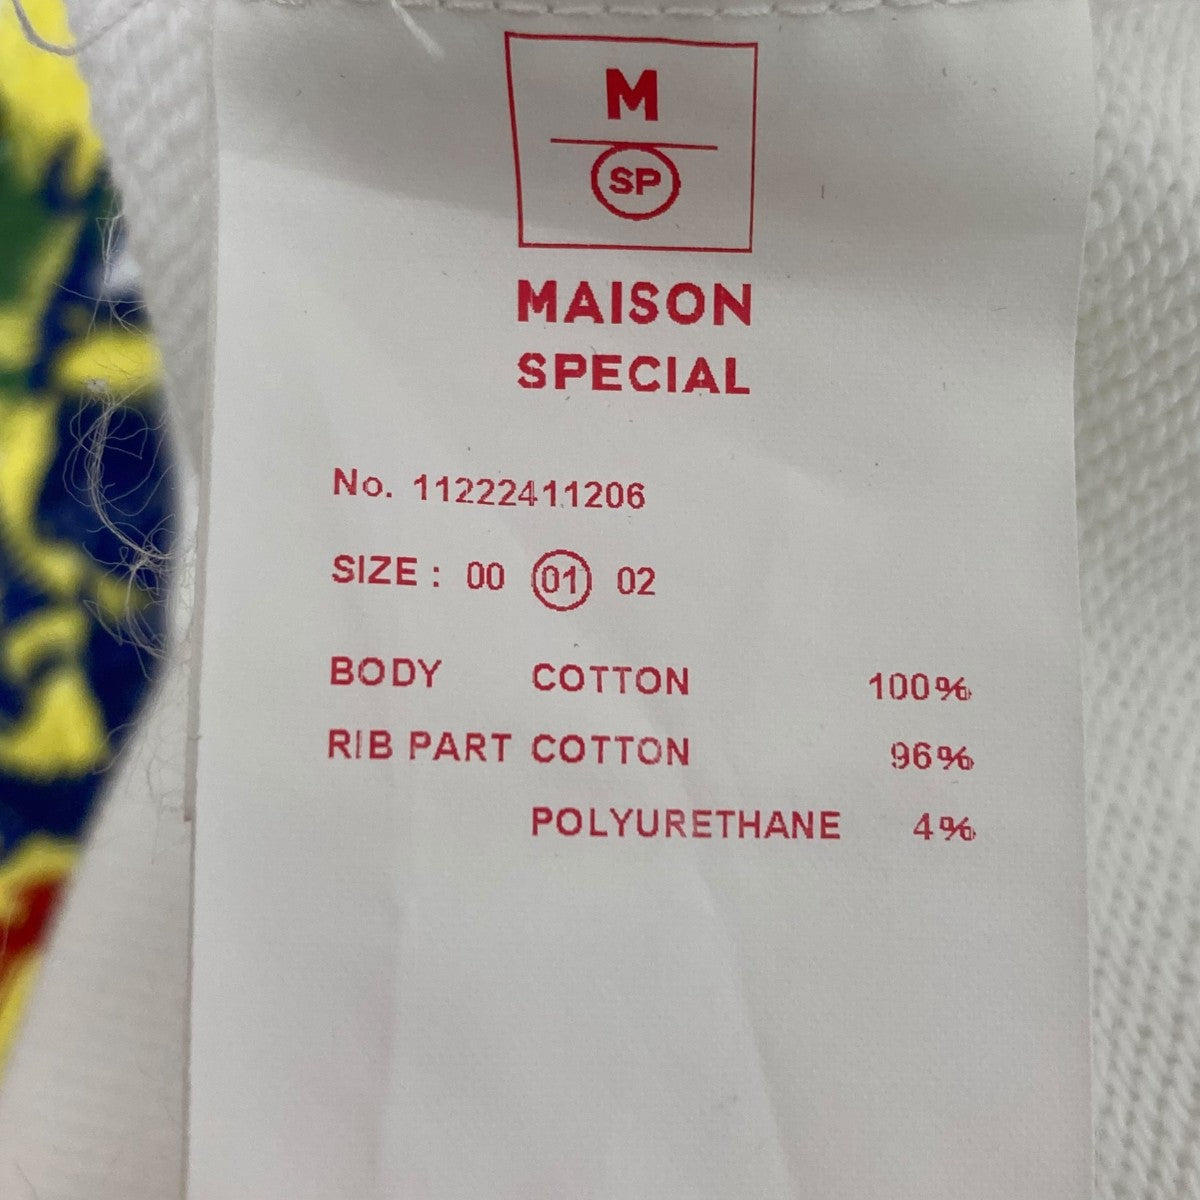 M
SP
MAISON
SPECIAL
No. 11222411206
SIZE : 00 01 02
BODY COTTON 100%
RIB PART COTTON 96%
POLYURETHANE 4%